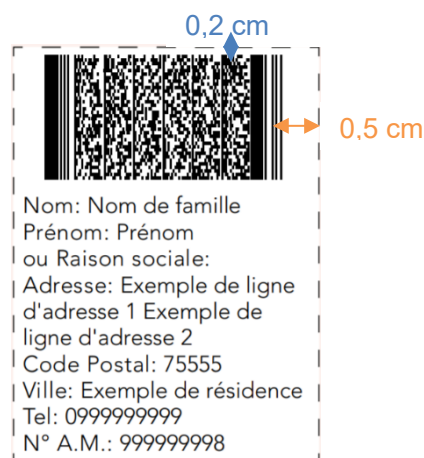 0,2 cm
0,5 cm
Nom: Nom de famille
Prénom: Prénom
ou Raison sociale:
Adresse: Exemple de ligne
d'adresse 1 Exemple de
ligne d'adresse 2
Code Postal: 75555
Ville: Exemple de résidence
Tel: 0999999999
N° A.M.: 999999998